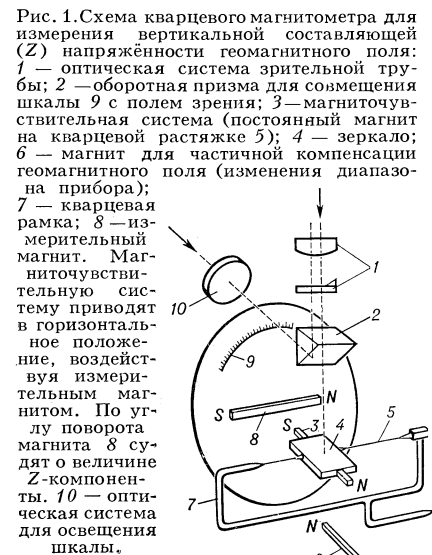 Рис. 1.Схема кварцевого магнитометра для
измерения вертикальной составляющей
(Z) напряжённости геомагнитного поля:
1 — оптическая система зрительной тру-
бы; 2 —оборотная призма для совмещения
шкалы 9 с полем зрения; 3—магниточув-
ствительная система (постоянный магнит
на кварцевой растяжке 5); 4 — зеркало;
6 — магнит для частичной компенсации
геомагнитного поля (изменения диапазо-
на прибора);
7 — кварцевая
рамка; 8 —из-
мерительный
магнит. Маг-
ниточувстви-
тельную сис-
тему приводят
в горизонталь-
ное положе-
ние, воздейст-
вуя измери-
тельным маг-
нитом. По уг-
лу поворота
магнита 8 су-
дят о величине
Z-компонен-
ты. 10 — опти-
ческая система
для освещения
шкалы.
1
10
2
9
N
S
8
S
3
4
5
N
7
N